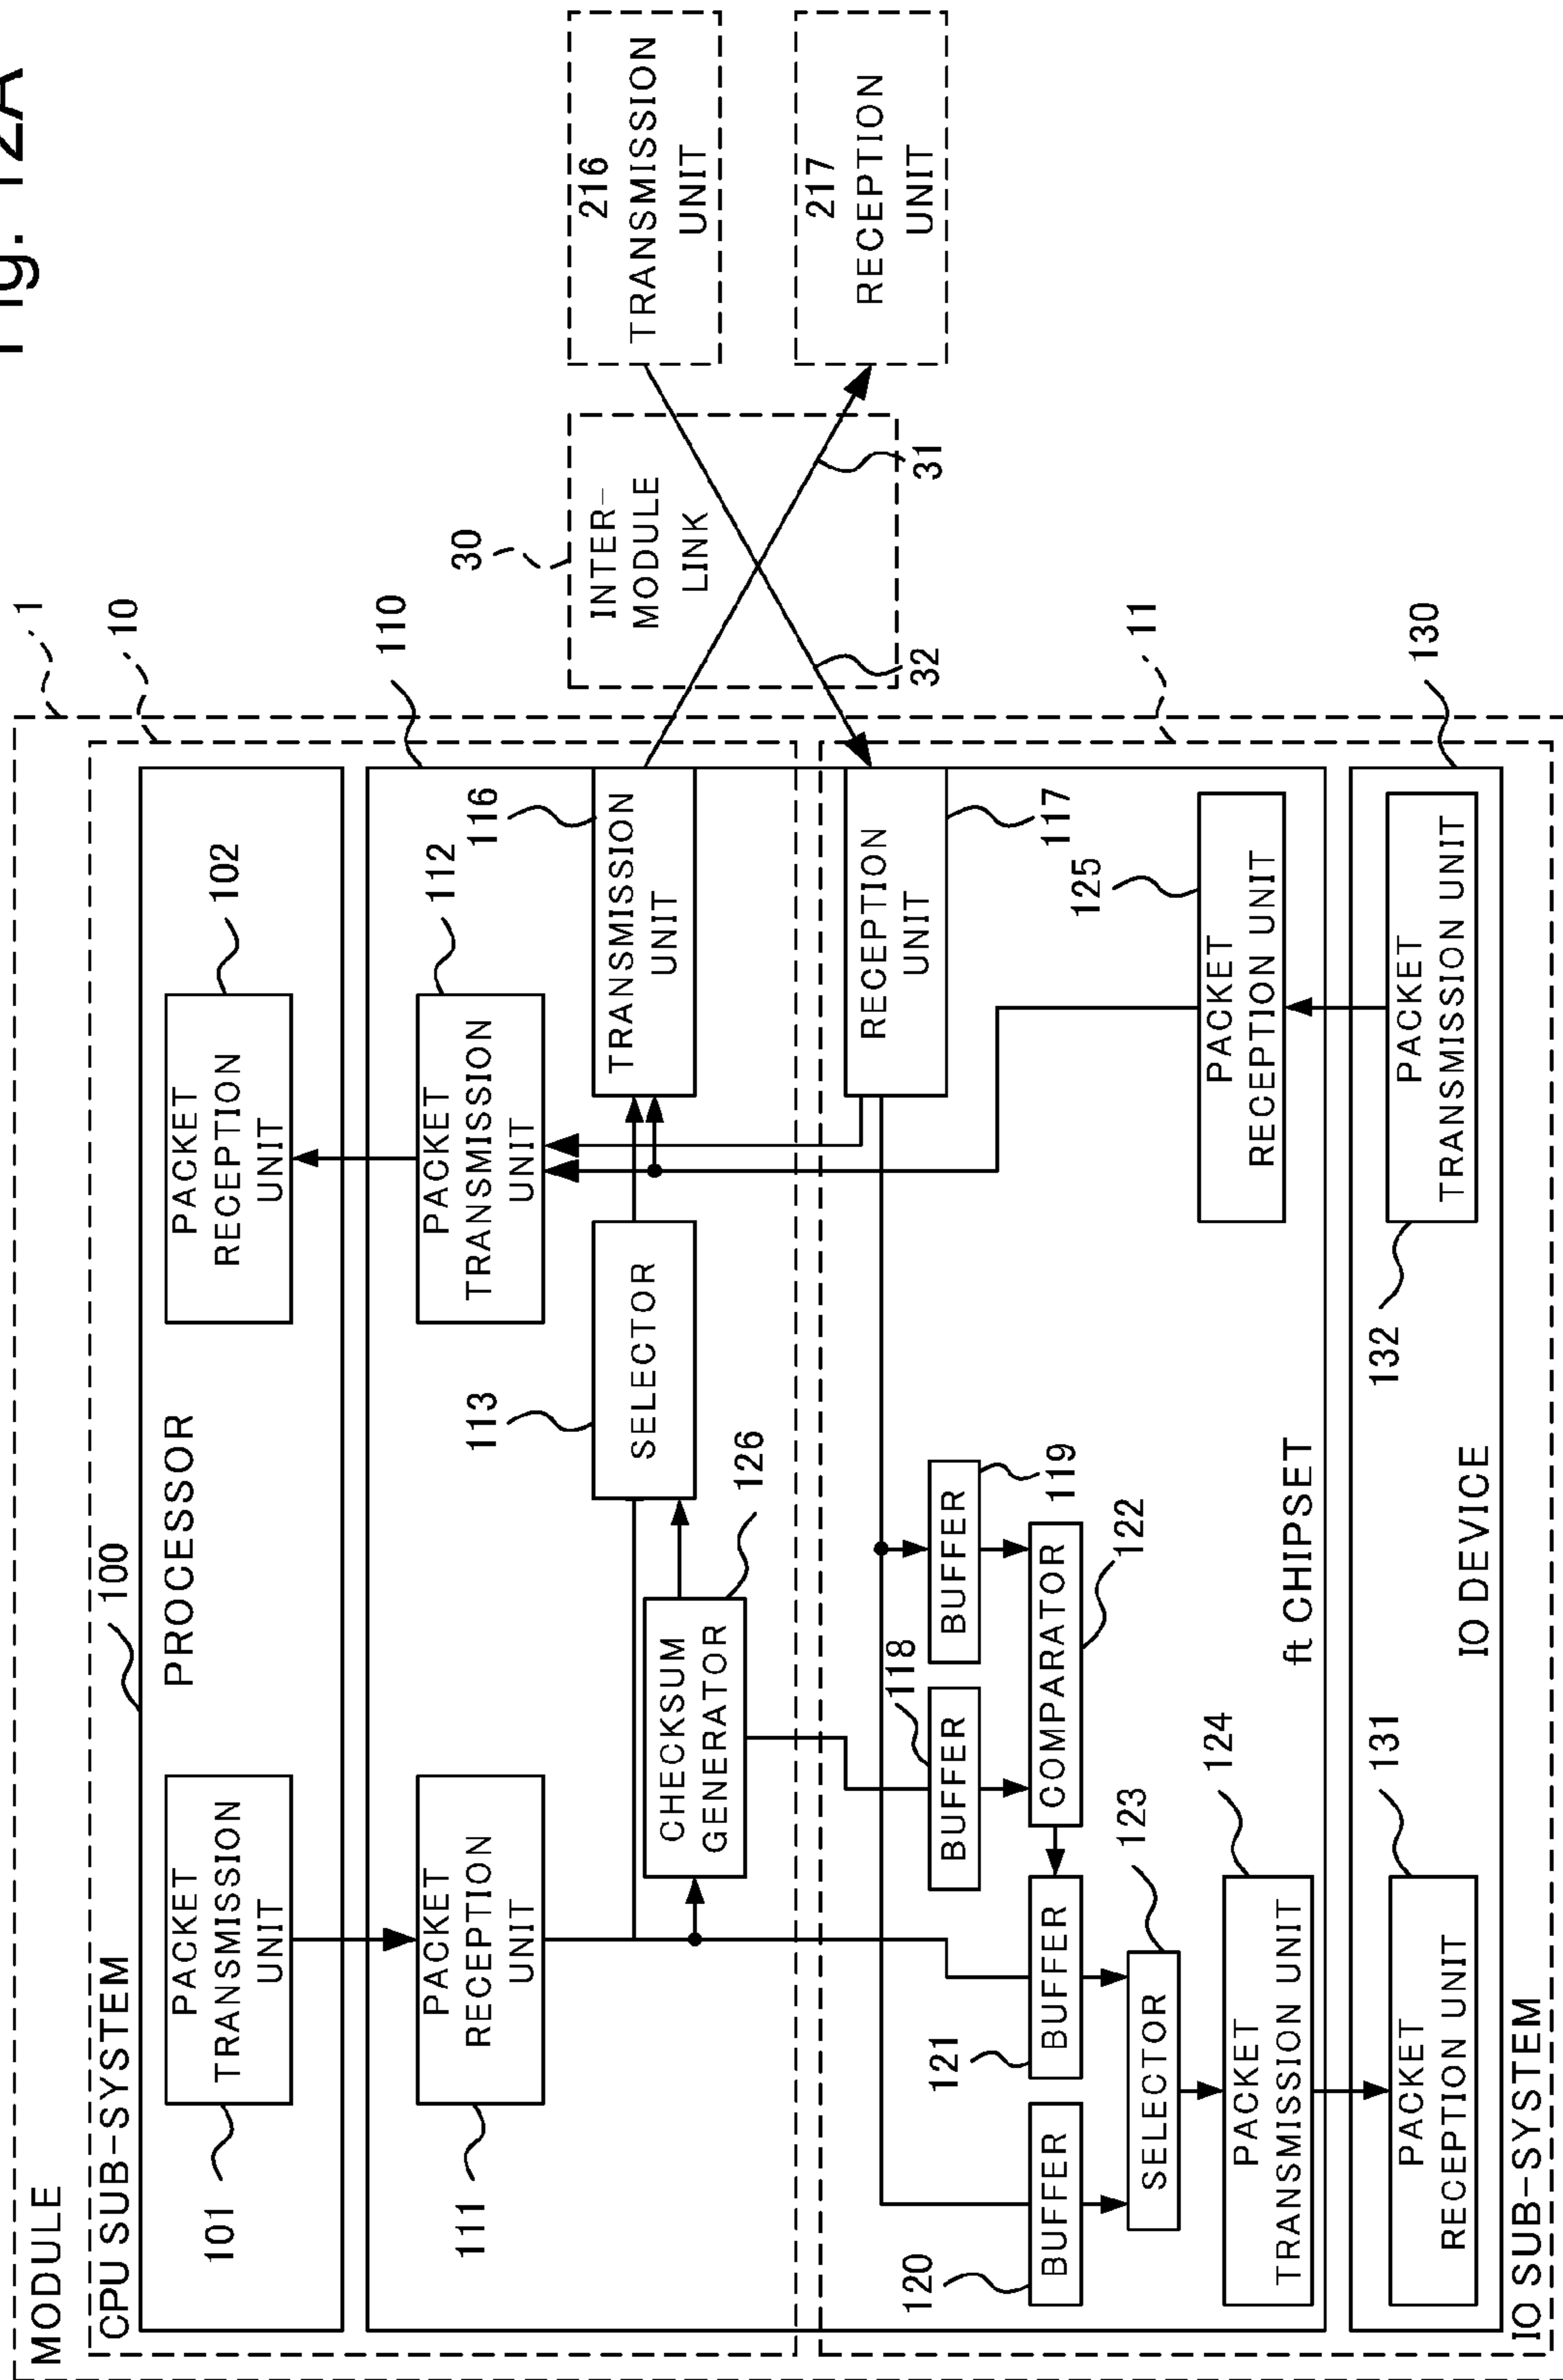 Fig. 12A
MODULE
1
CPU SUB-SYSTEM
10
100
PROCESSOR
101
PACKET
TRANSMISSION
UNIT
PACKET
RECEPTION
UNIT
102
110
111
PACKET
RECEPTION
UNIT
PACKET
TRANSMISSION
UNIT
112
113
SELECTOR
116
TRANSMISSION
UNIT
CHECKSUM
GENERATOR
126
30
INTER-
MODULE
LINK
31
32
216
TRANSMISSION
UNIT
217
RECEPTION
UNIT
RECEPTION
UNIT
117
118
BUFFER
BUFFER
119
COMPARATOR
122
120
BUFFER
121
BUFFER
SELECTOR
123
PACKET
TRANSMISSION UNIT
124
125
PACKET
RECEPTION UNIT
ft CHIPSET
11
130
IO DEVICE
131
PACKET
RECEPTION UNIT
132
PACKET
TRANSMISSION UNIT
IO SUB-SYSTEM